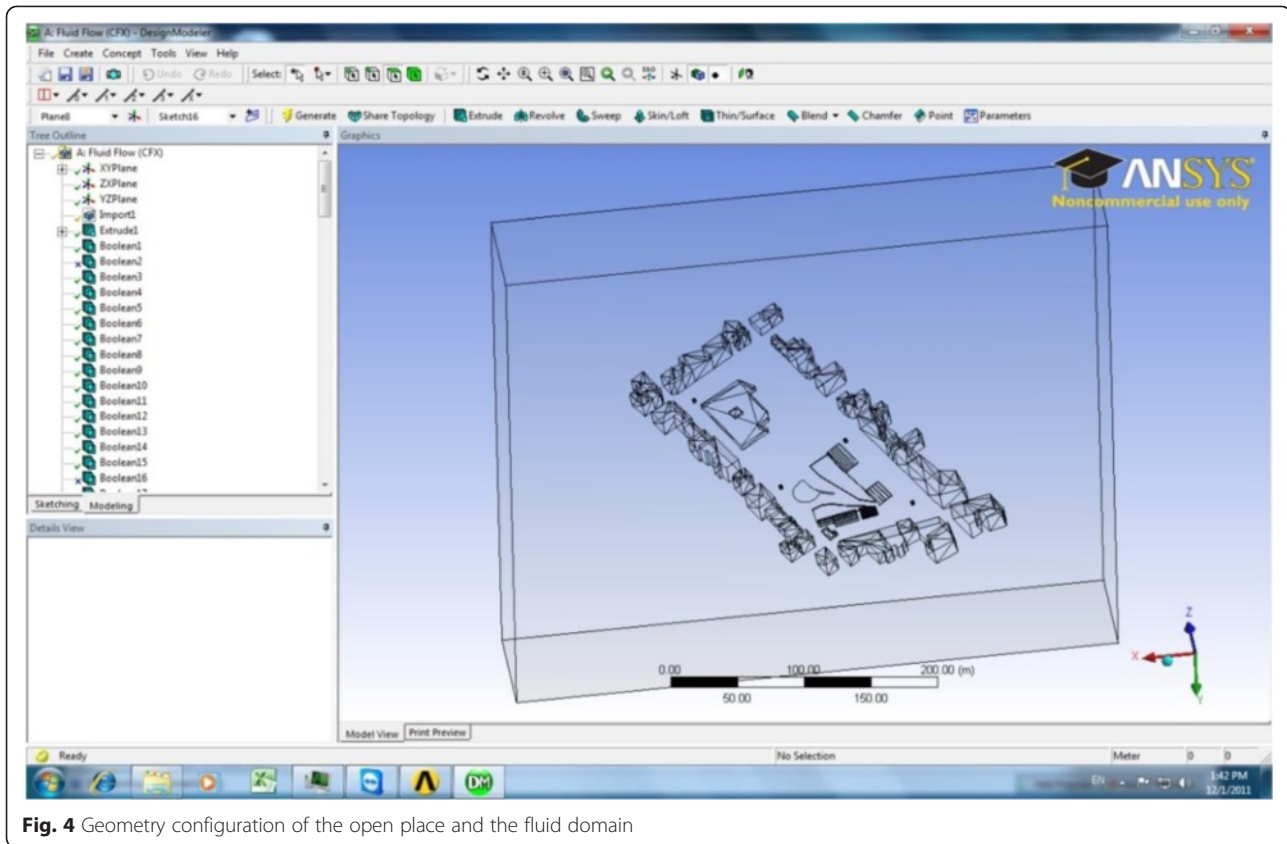 A: Fluid Flow (CFX) - DesignModeler
File Create Concept Tools View Help
Undo Redo Select:
Plane8 Sketch16 Generate Share Topology Extrude Revolve Sweep Skin/Loft Thin/Surface Blend Chamfer Point Parameters
Tree Outline
Graphics
A: Fluid Flow (CFX)
XYPlane
ZXPlane
YZPlane
Import1
Extrude1
Boolean1
Boolean2
Boolean3
Boolean4
Boolean5
Boolean6
Boolean7
Boolean8
Boolean9
Boolean10
Boolean11
Boolean12
Boolean13
Boolean14
Boolean15
Boolean16
Sketching Modeling
Details View
ANSYS
Noncommercial use only
0.00 100.00 200.00 (m)
50.00 150.00
Z
X
Y
Model View Print Preview
Ready No Selection Meter 0 0
DM EN 1:42 PM
12/1/2011
Fig. 4 Geometry configuration of the open place and the fluid domain